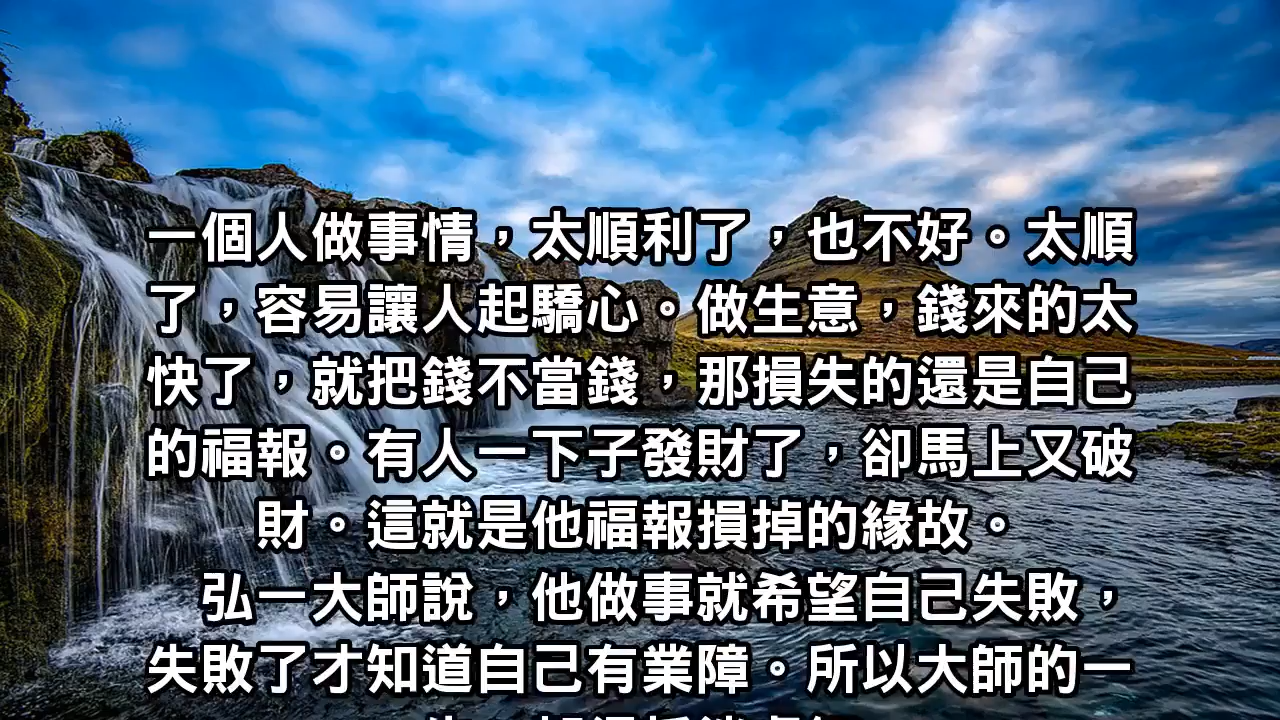 一個人做事情，太順利了，也不好。太順
了，容易讓人起驕心。做生意，錢來的太
快了，就把錢不當錢，那損失的還是自己
的福報。有人一下子發財了，卻馬上又破
財。這就是他福報損掉的緣故。
弘一大師說，他做事就希望自己失敗，
失敗了才知道自己有業障。所以大師的一